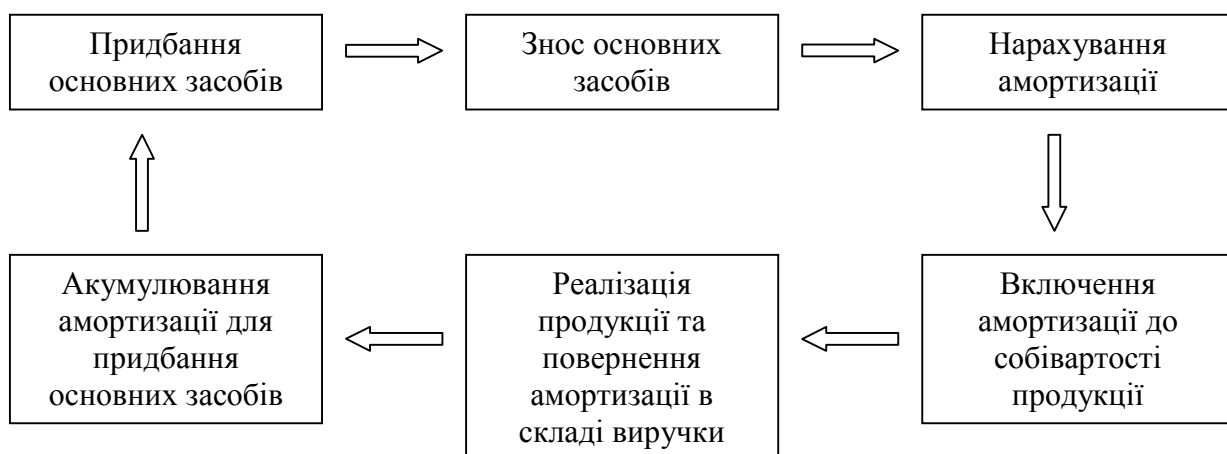 Придбання
основних засобів
Знос основних
засобів
Нарахування
амортизації
Включення
амортизації до
собівартості
продукції
Реалізація
продукції та
повернення
амортизації в
складі виручки
Акумулювання
амортизації для
придбання
основних засобів